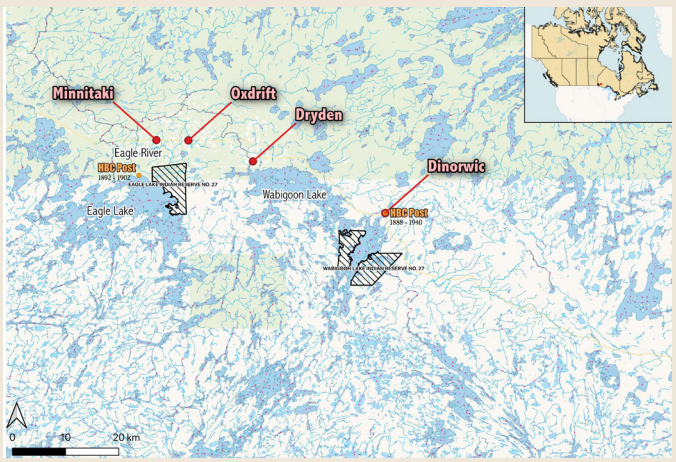 Minnitaki
Oxdrift
Dryden
Eagle River
HBC Post
1892 - 1902
EAGLE LAKE INDIAN RESERVE NO. 27
Dinorwic
Wabigoon Lake
Eagle Lake
HBC Post
1888 - 1940
WABIGOON LAKE INDIAN RESERVE NO. 27
0 10 20 km